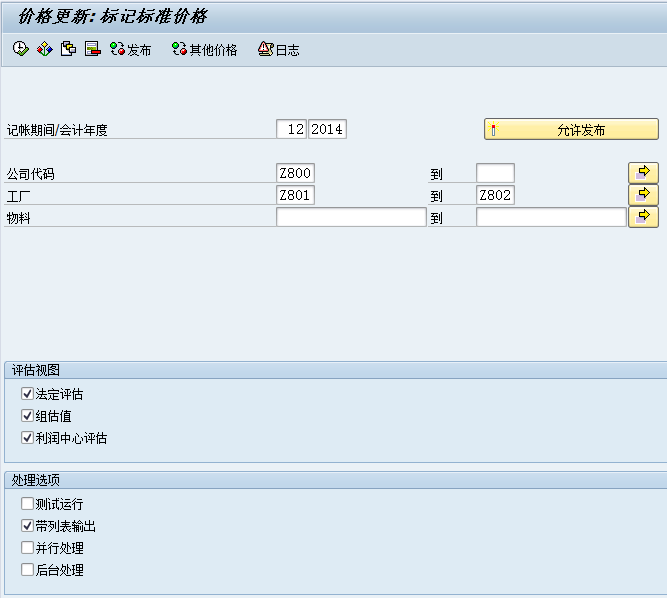 价格更新:标记标准价格
发布 其他价格 日志
记帐期间/会计年度 12 2014 允许发布
公司代码 Z800 到
工厂 Z801 到 Z802
物料 到
评估视图
法定评估
组估值
利润中心评估
处理选项
测试运行
带列表输出
并行处理
后台处理